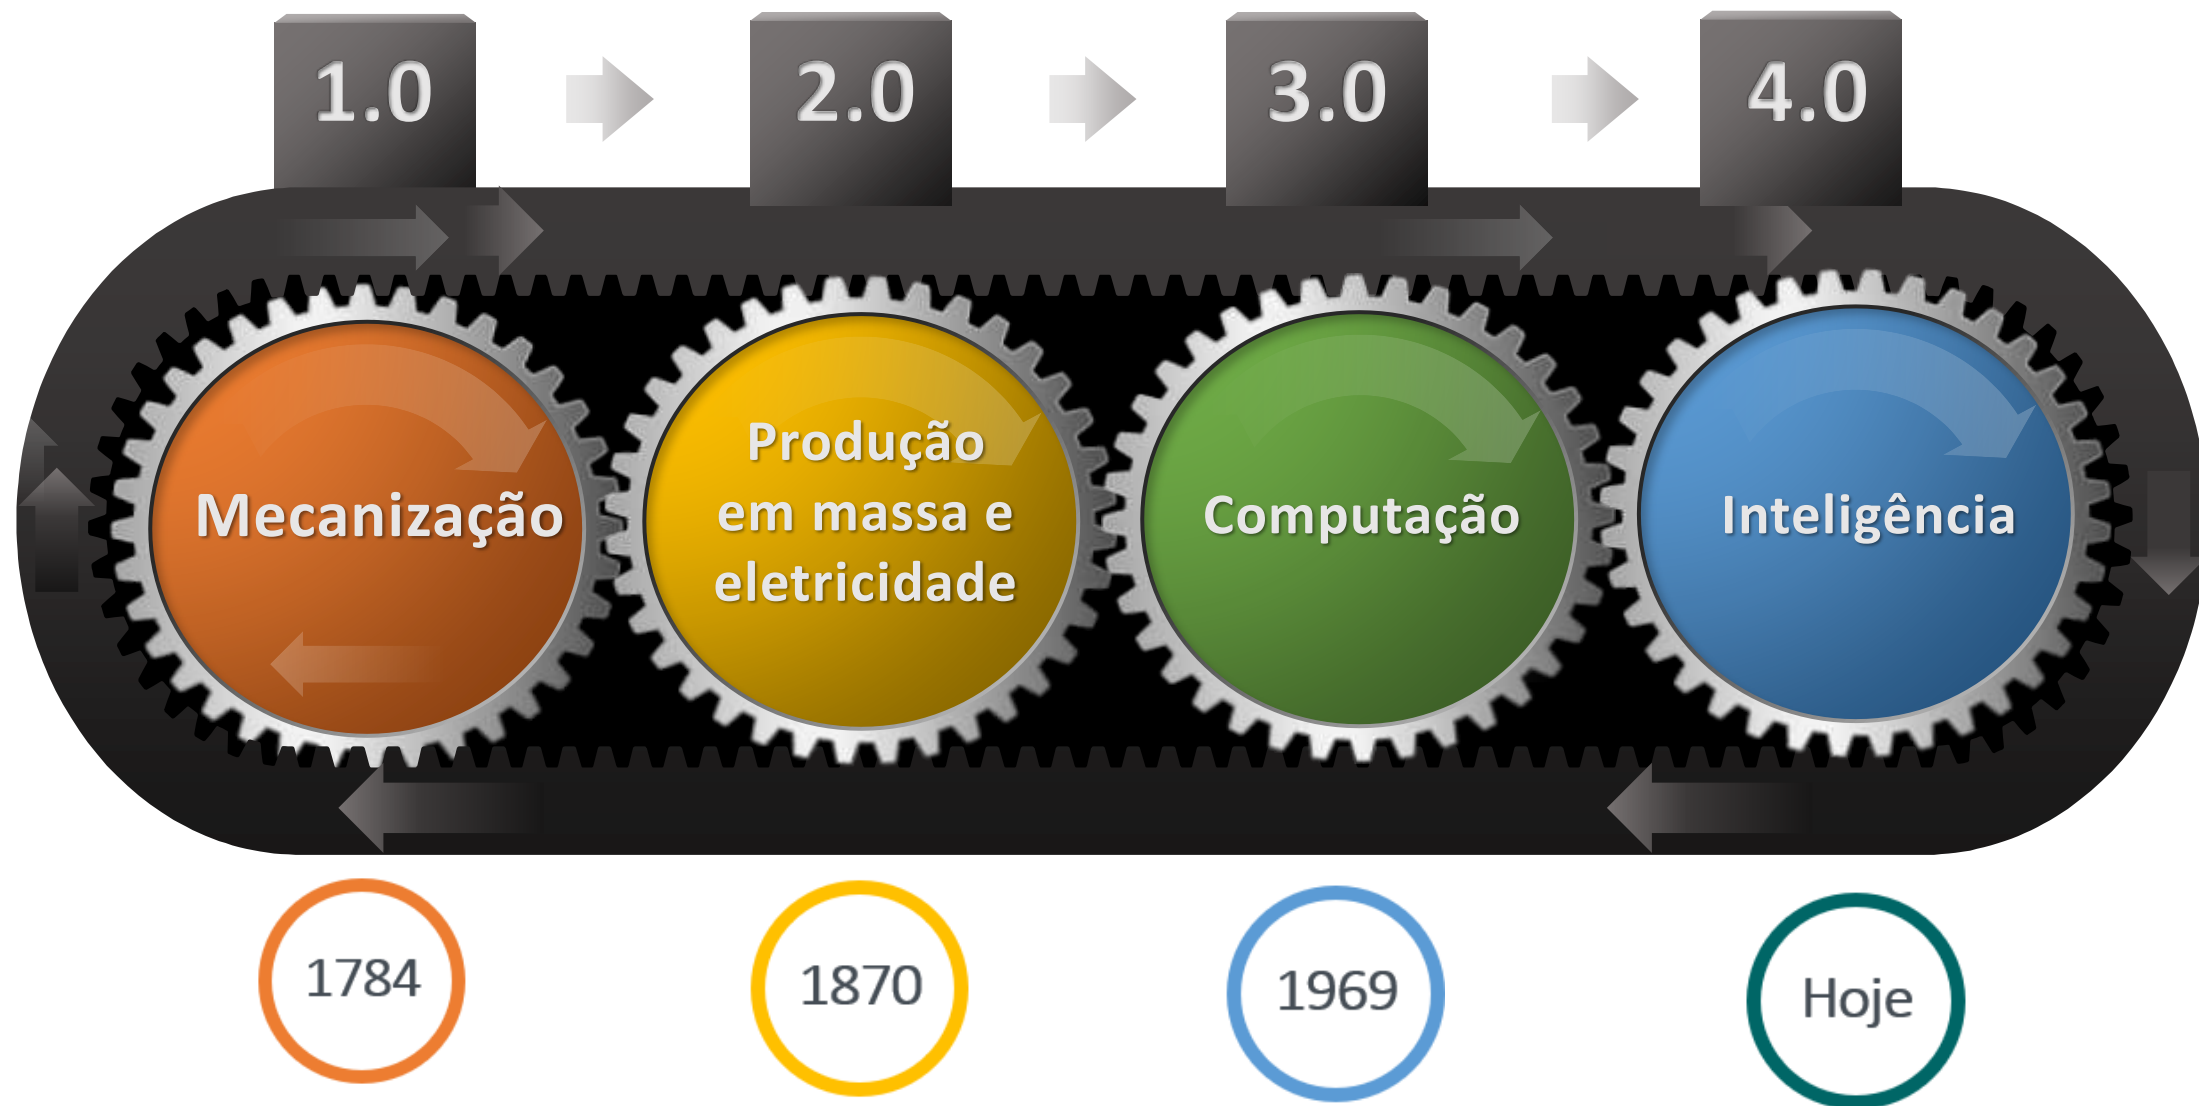 1.0
2.0
3.0
4.0
Mecanização
Produção
em massa e
eletricidade
Computação
Inteligência
1784
1870
1969
Hoje